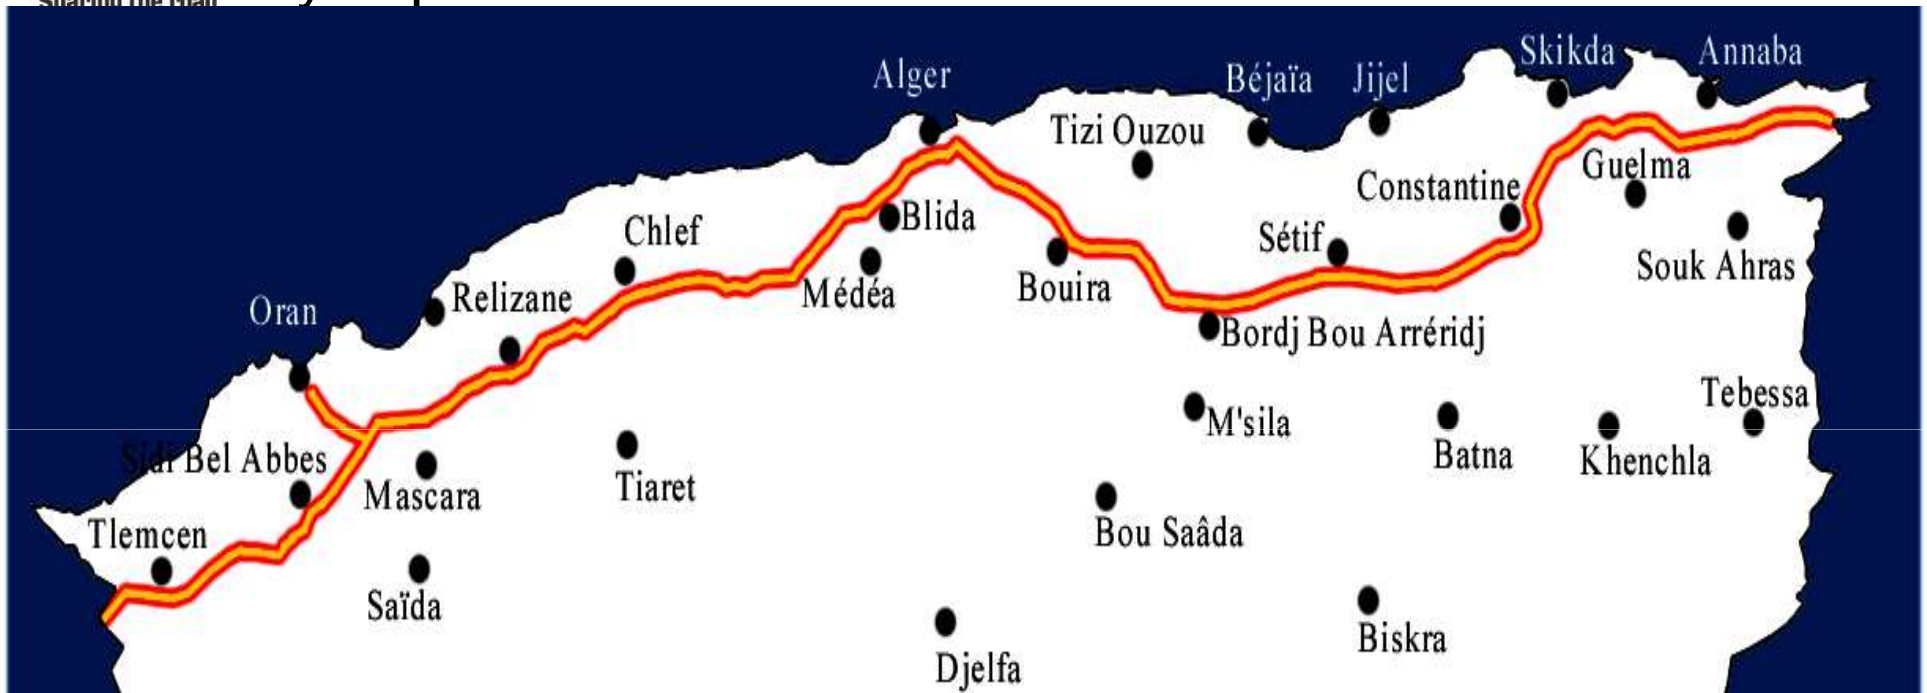 Skikda
Annaba
Alger
Béjaïa
Jijel
Tizi Ouzou
Guelma
Constantine
Blida
Chlef
Sétif
Souk Ahras
Bouira
Médéa
Relizane
Oran
Bordj Bou Arréridj
Tebessa
M'sila
Batna
Khenchla
Sidi Bel Abbes
Tiaret
Mascara
Tlemcen
Bou Saâda
Saïda
Biskra
Djelfa